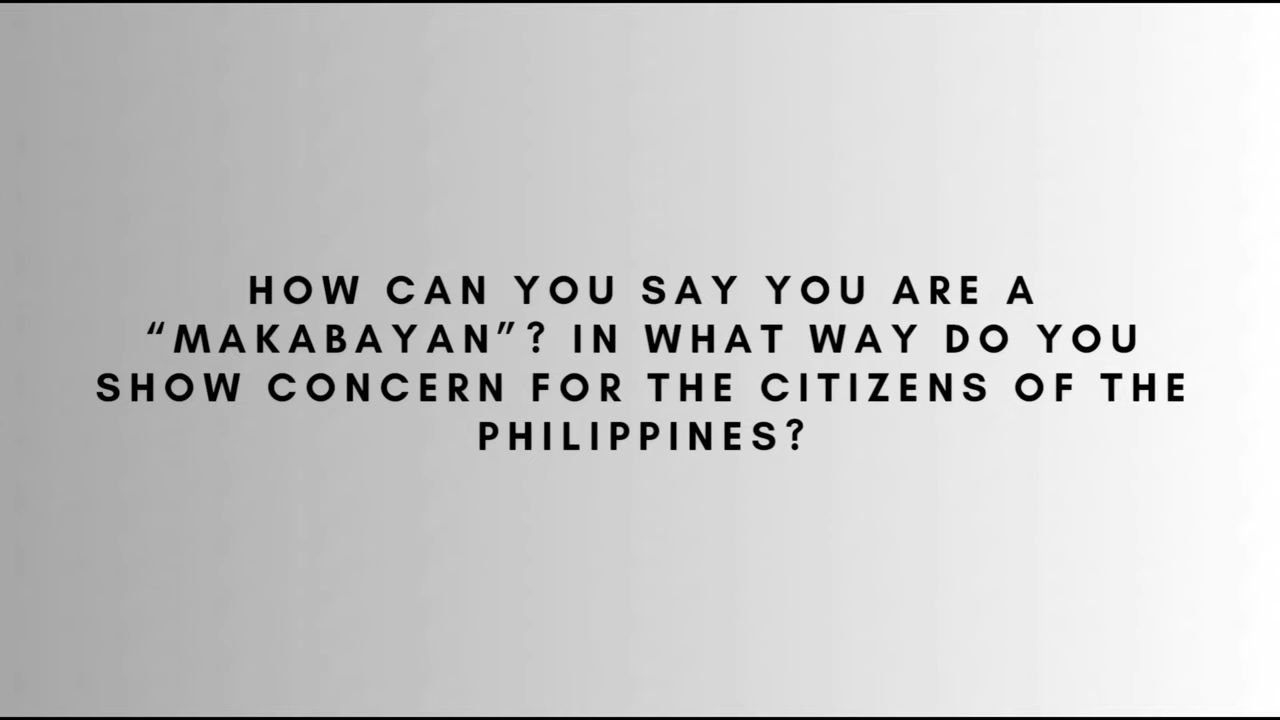 HOW CAN YOU SAY YOU ARE A
“MAKABAYAN”? IN WHAT WAY DO YOU
SHOW CONCERN FOR THE CITIZENS OF THE
PHILIPPINES?